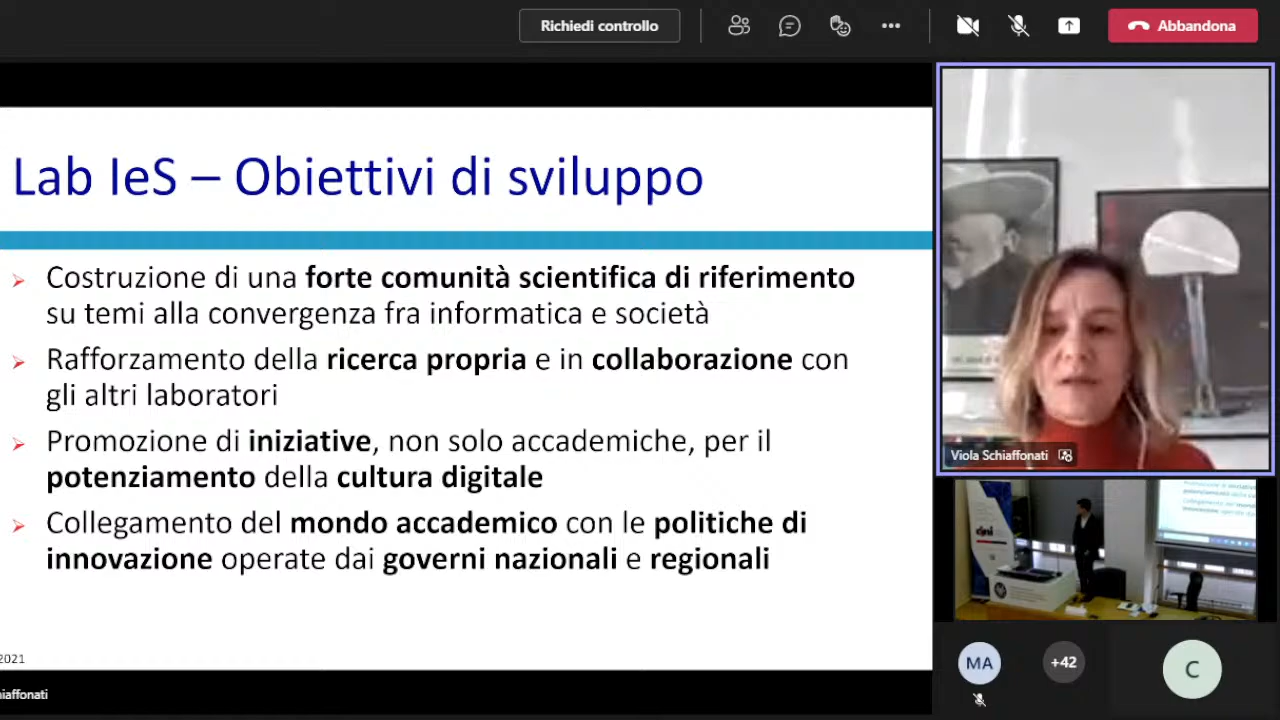 Richiedi controllo
Abbandona
Lab IeS – Obiettivi di sviluppo
Costruzione di una forte comunità scientifica di riferimento
su temi alla convergenza fra informatica e società
Rafforzamento della ricerca propria e in collaborazione con
gli altri laboratori
Promozione di iniziative, non solo accademiche, per il
potenziamento della cultura digitale
Collegamento del mondo accademico con le politiche di
innovazione operate dai governi nazionali e regionali
2021
hiaffonati
Viola Schiaffonati
cini
MA
+42
C